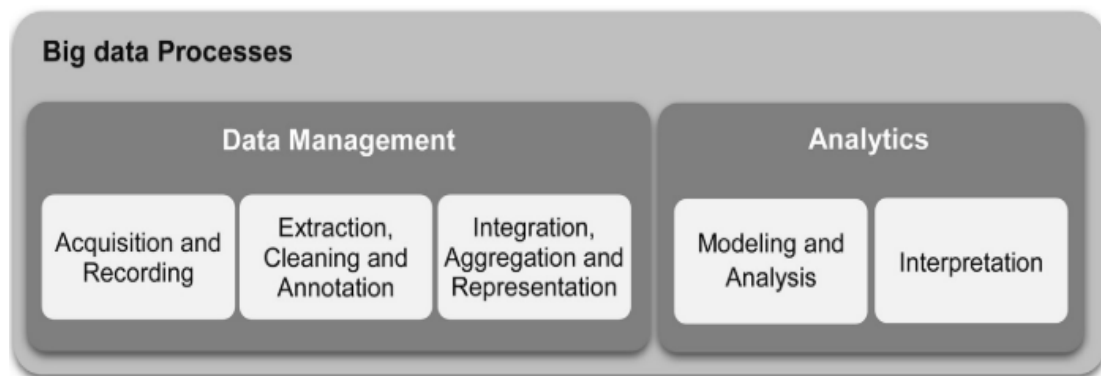 Big data Processes
Data Management
Acquisition and
Recording
Extraction,
Cleaning and
Annotation
Integration,
Aggregation and
Representation
Analytics
Modeling and
Analysis
Interpretation